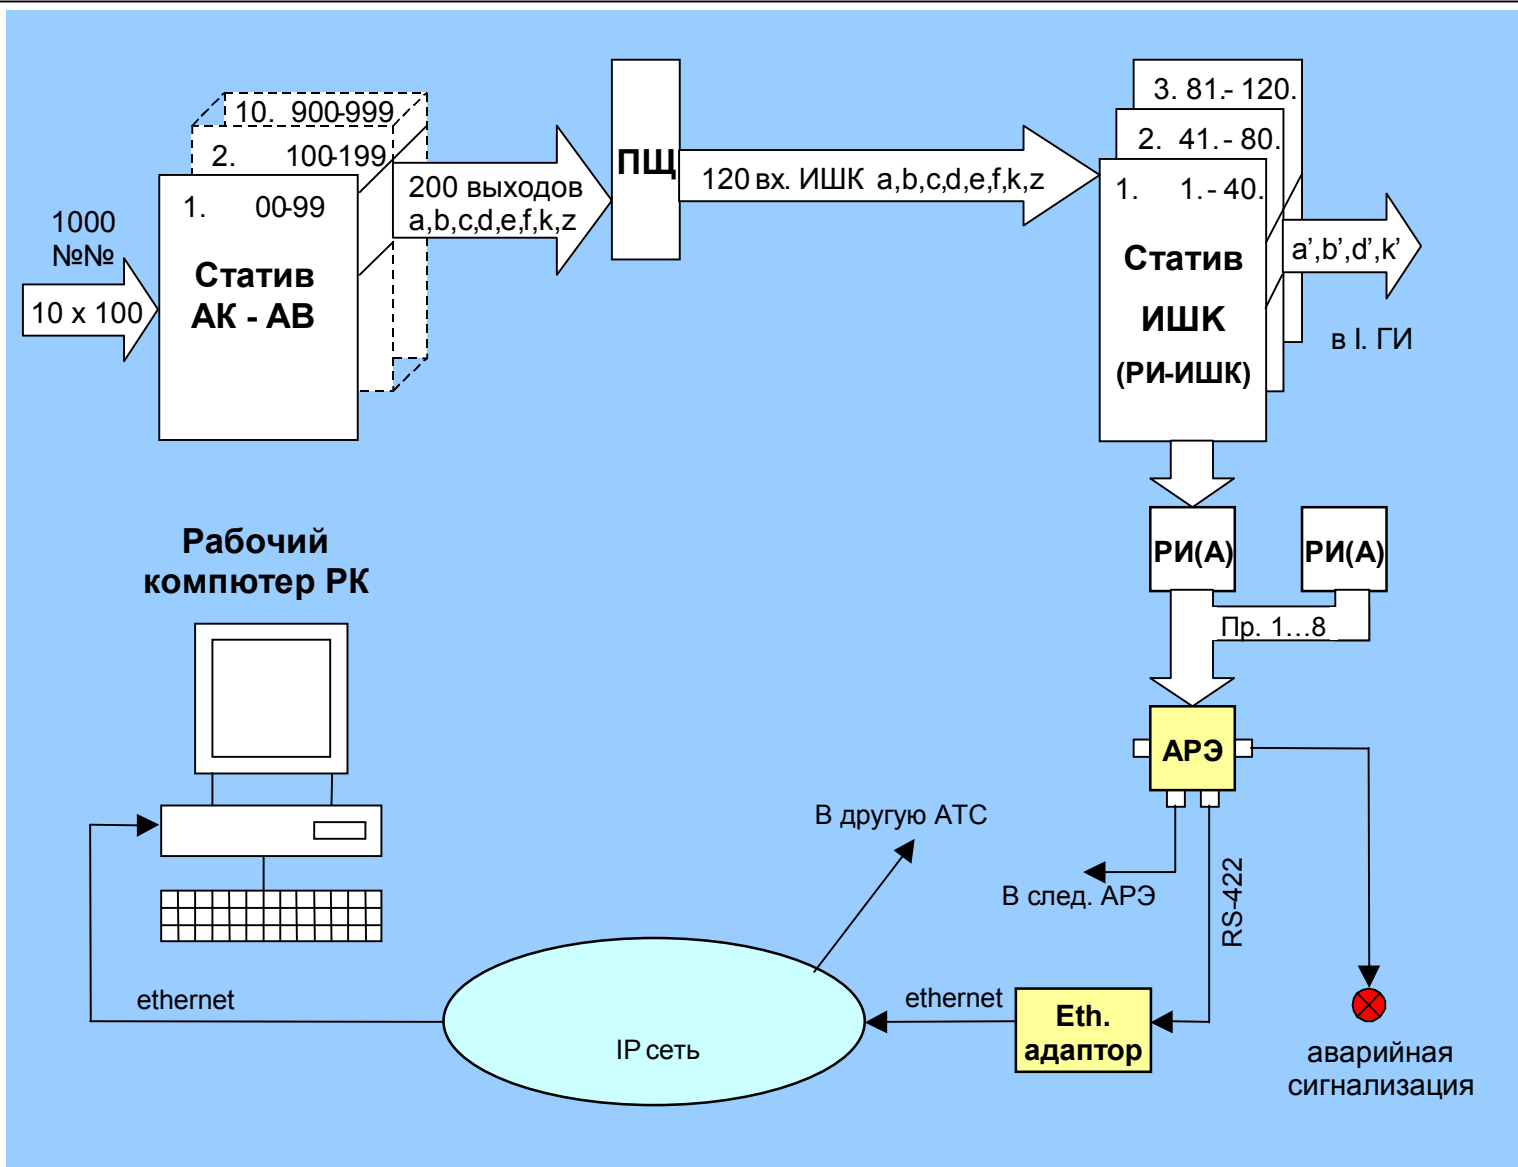 10. 900-999
2. 100-199
1. 00-99
Статив
АК - АВ
1000
№№
10 x 100
200 выходов
a,b,c,d,e,f,k,z
ПЩ
120 вх. ИШК a,b,c,d,e,f,k,z
3. 81.- 120.
2. 41.- 80.
1. 1.- 40.
Статив
ИШК
(РИ-ИШК)
a’,b’,d’,k’
в I. ГИ
РИ(А)
РИ(А)
Пр. 1...8
АРЭ
Рабочий
компютер РК
В другую АТС
В след. АРЭ
RS-422
ethernet
IP сеть
ethernet
Eth.
адаптор
аварийная
сигнализация